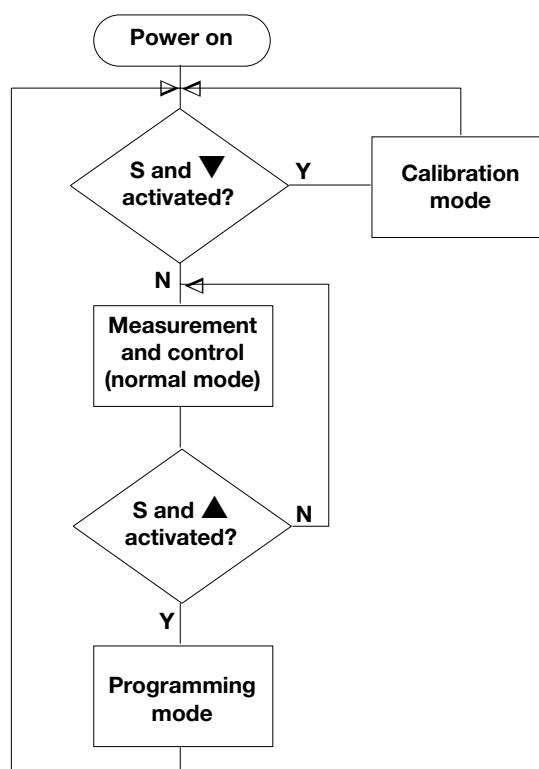 Power on
S and ▼
activated?
Y
Calibration
mode
N
Measurement
and control
(normal mode)
S and ▲
activated?
N
Y
Programming
mode